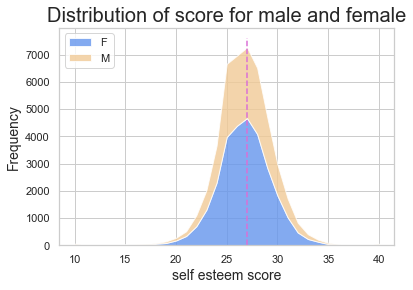 Distribution of score for male and female
F
M
7000
6000
5000
4000
3000
2000
1000
0
Frequency
10 15 20 25 30 35 40
self esteem score